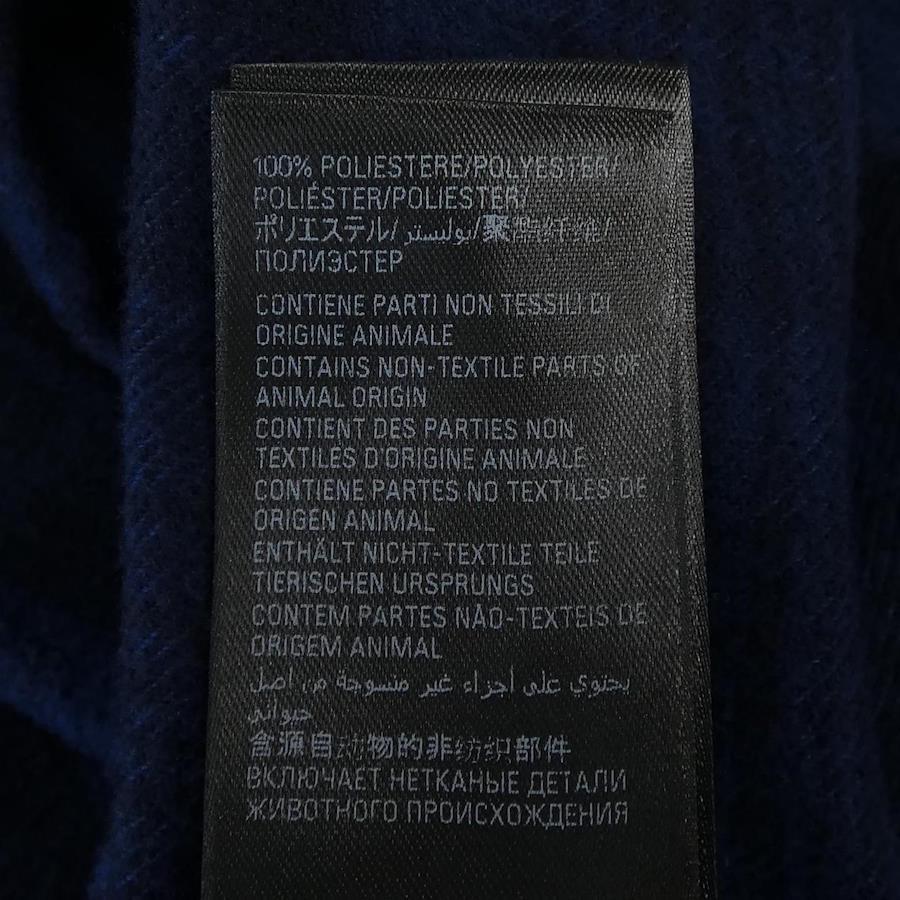 100% POLIESTERE/POLYESTER/
POLIÉSTER/POLIESTER/
ポリエステル/بوليستر/聚酯纤维/
ПОЛИЭСТЕР
CONTIENE PARTI NON TESSILI DI
ORIGINE ANIMALE
CONTAINS NON-TEXTILE PARTS OF
ANIMAL ORIGIN
CONTIENT DES PARTIES NON
TEXTILES D'ORIGINE ANIMALE
CONTIENE PARTES NO TEXTILES DE
ORIGEN ANIMAL
ENTHÄLT NICHT-TEXTILE TEILE
TIERISCHEN URSPRUNGS
CONTEM PARTES NÃO-TEXTEIS DE
ORIGEM ANIMAL
يحتوي على أجزاء غير منسوجة من اصل
حيواني
含源自动物的非纺织部件
ВКЛЮЧАЕТ НЕТКАНЫЕ ДЕТАЛИ
ЖИВОТНОГО ПРОИСХОЖДЕНИЯ